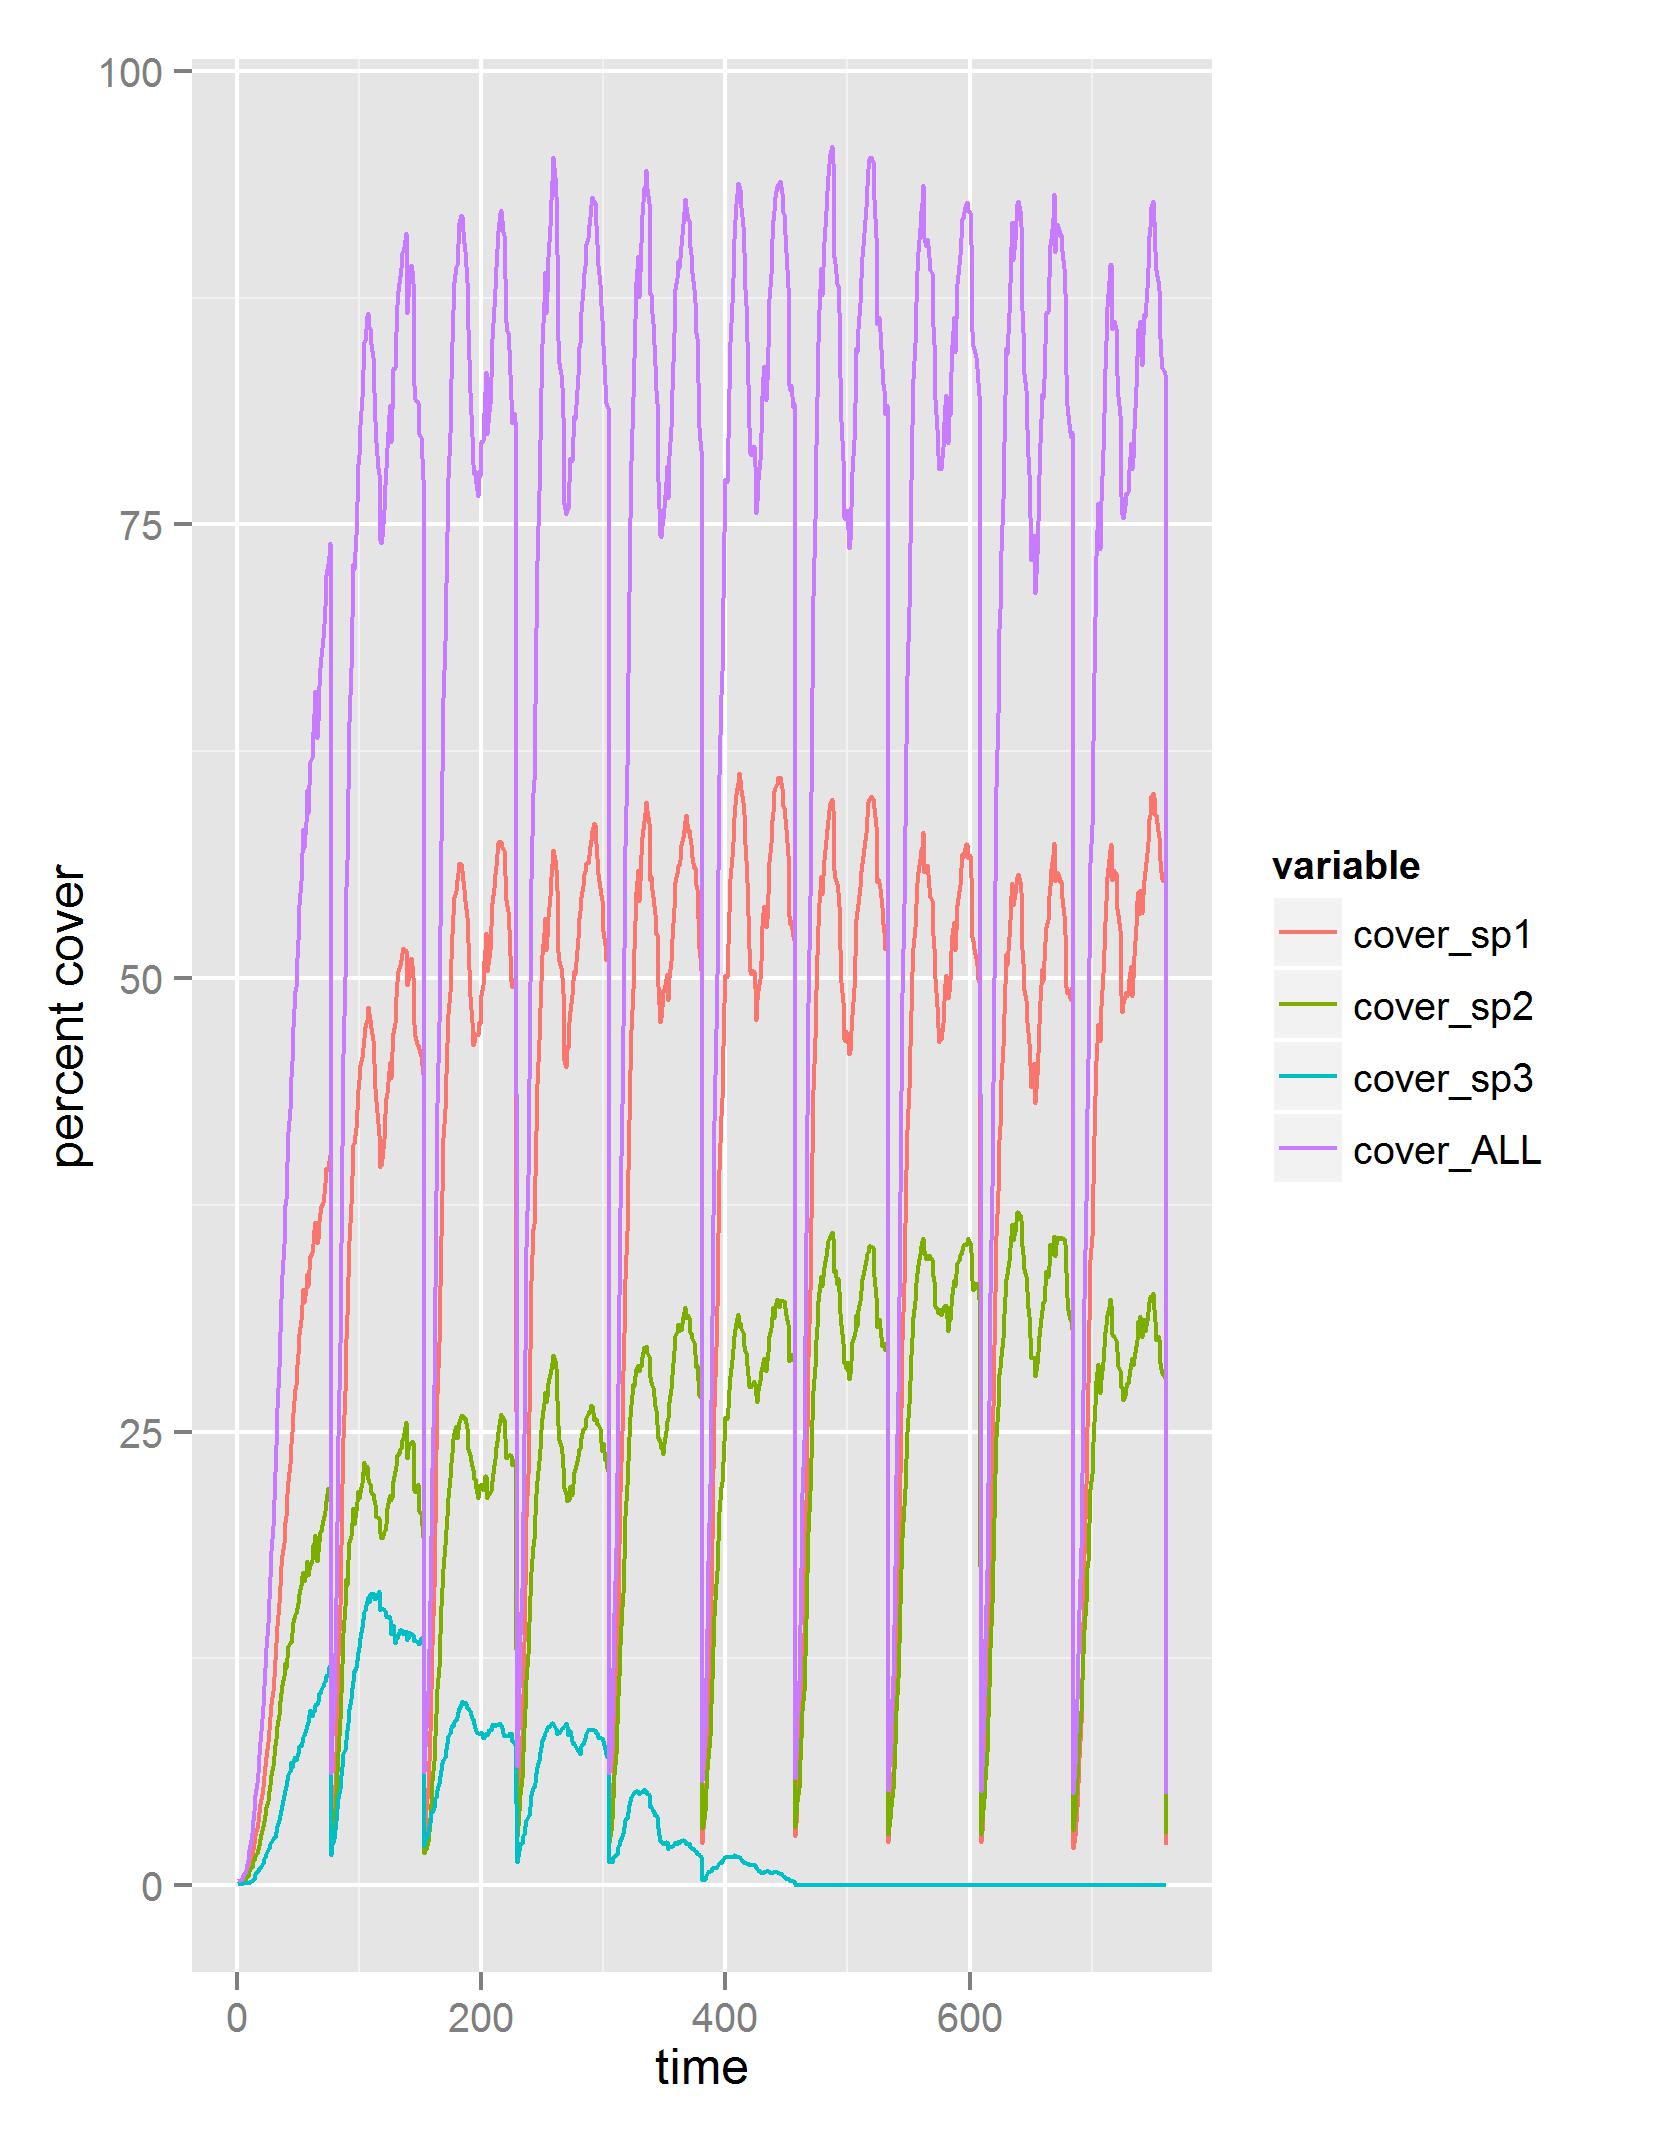 100
75
50
25
0
percent cover
0 200 400 600
time
variable
cover_sp1
cover_sp2
cover_sp3
cover_ALL